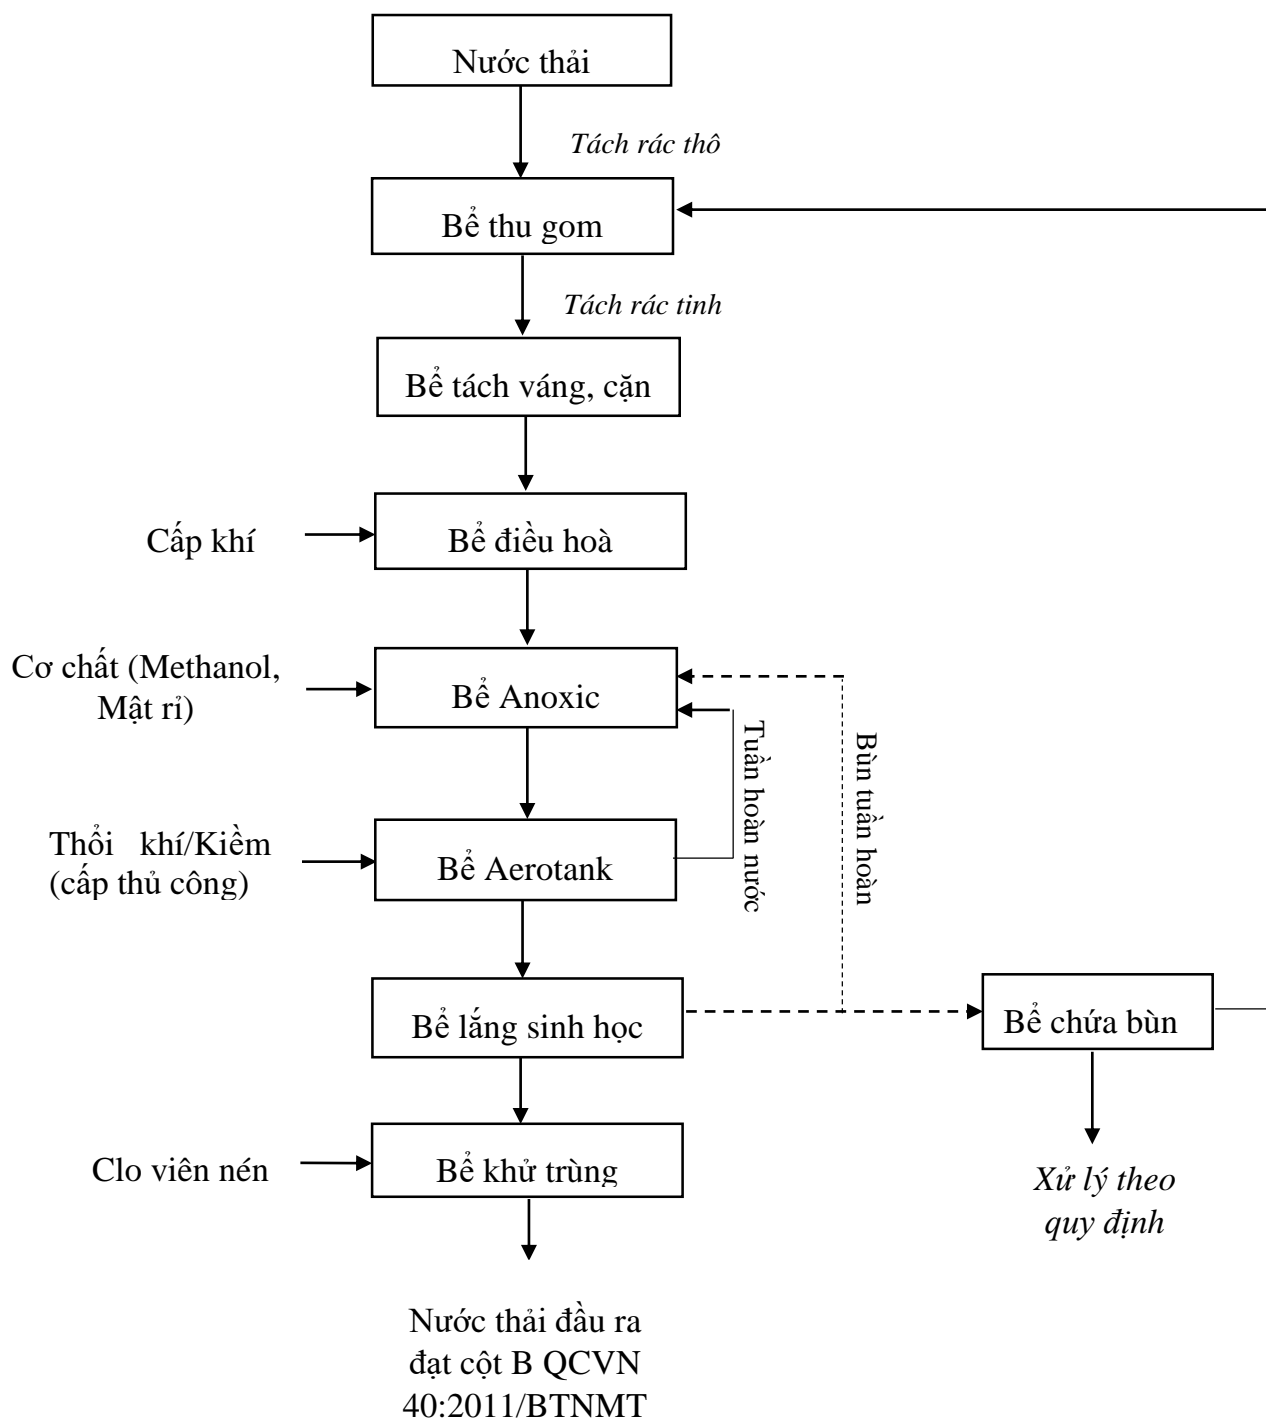 Nước thải
Tách rác thô
Bể thu gom
Tách rác tinh
Bể tách váng, cặn
Cấp khí
Bể điều hoà
Cơ chất (Methanol,
Mật rỉ)
Bể Anoxic
Tuần hoàn nước
Bùn tuần hoàn
Thổi khí/Kiềm
(cấp thủ công)
Bể Aerotank
Bể lắng sinh học
Bể chứa bùn
Clo viên nén
Bể khử trùng
Xử lý theo
quy định
Nước thải đầu ra
đạt cột B QCVN
40:2011/BTNMT